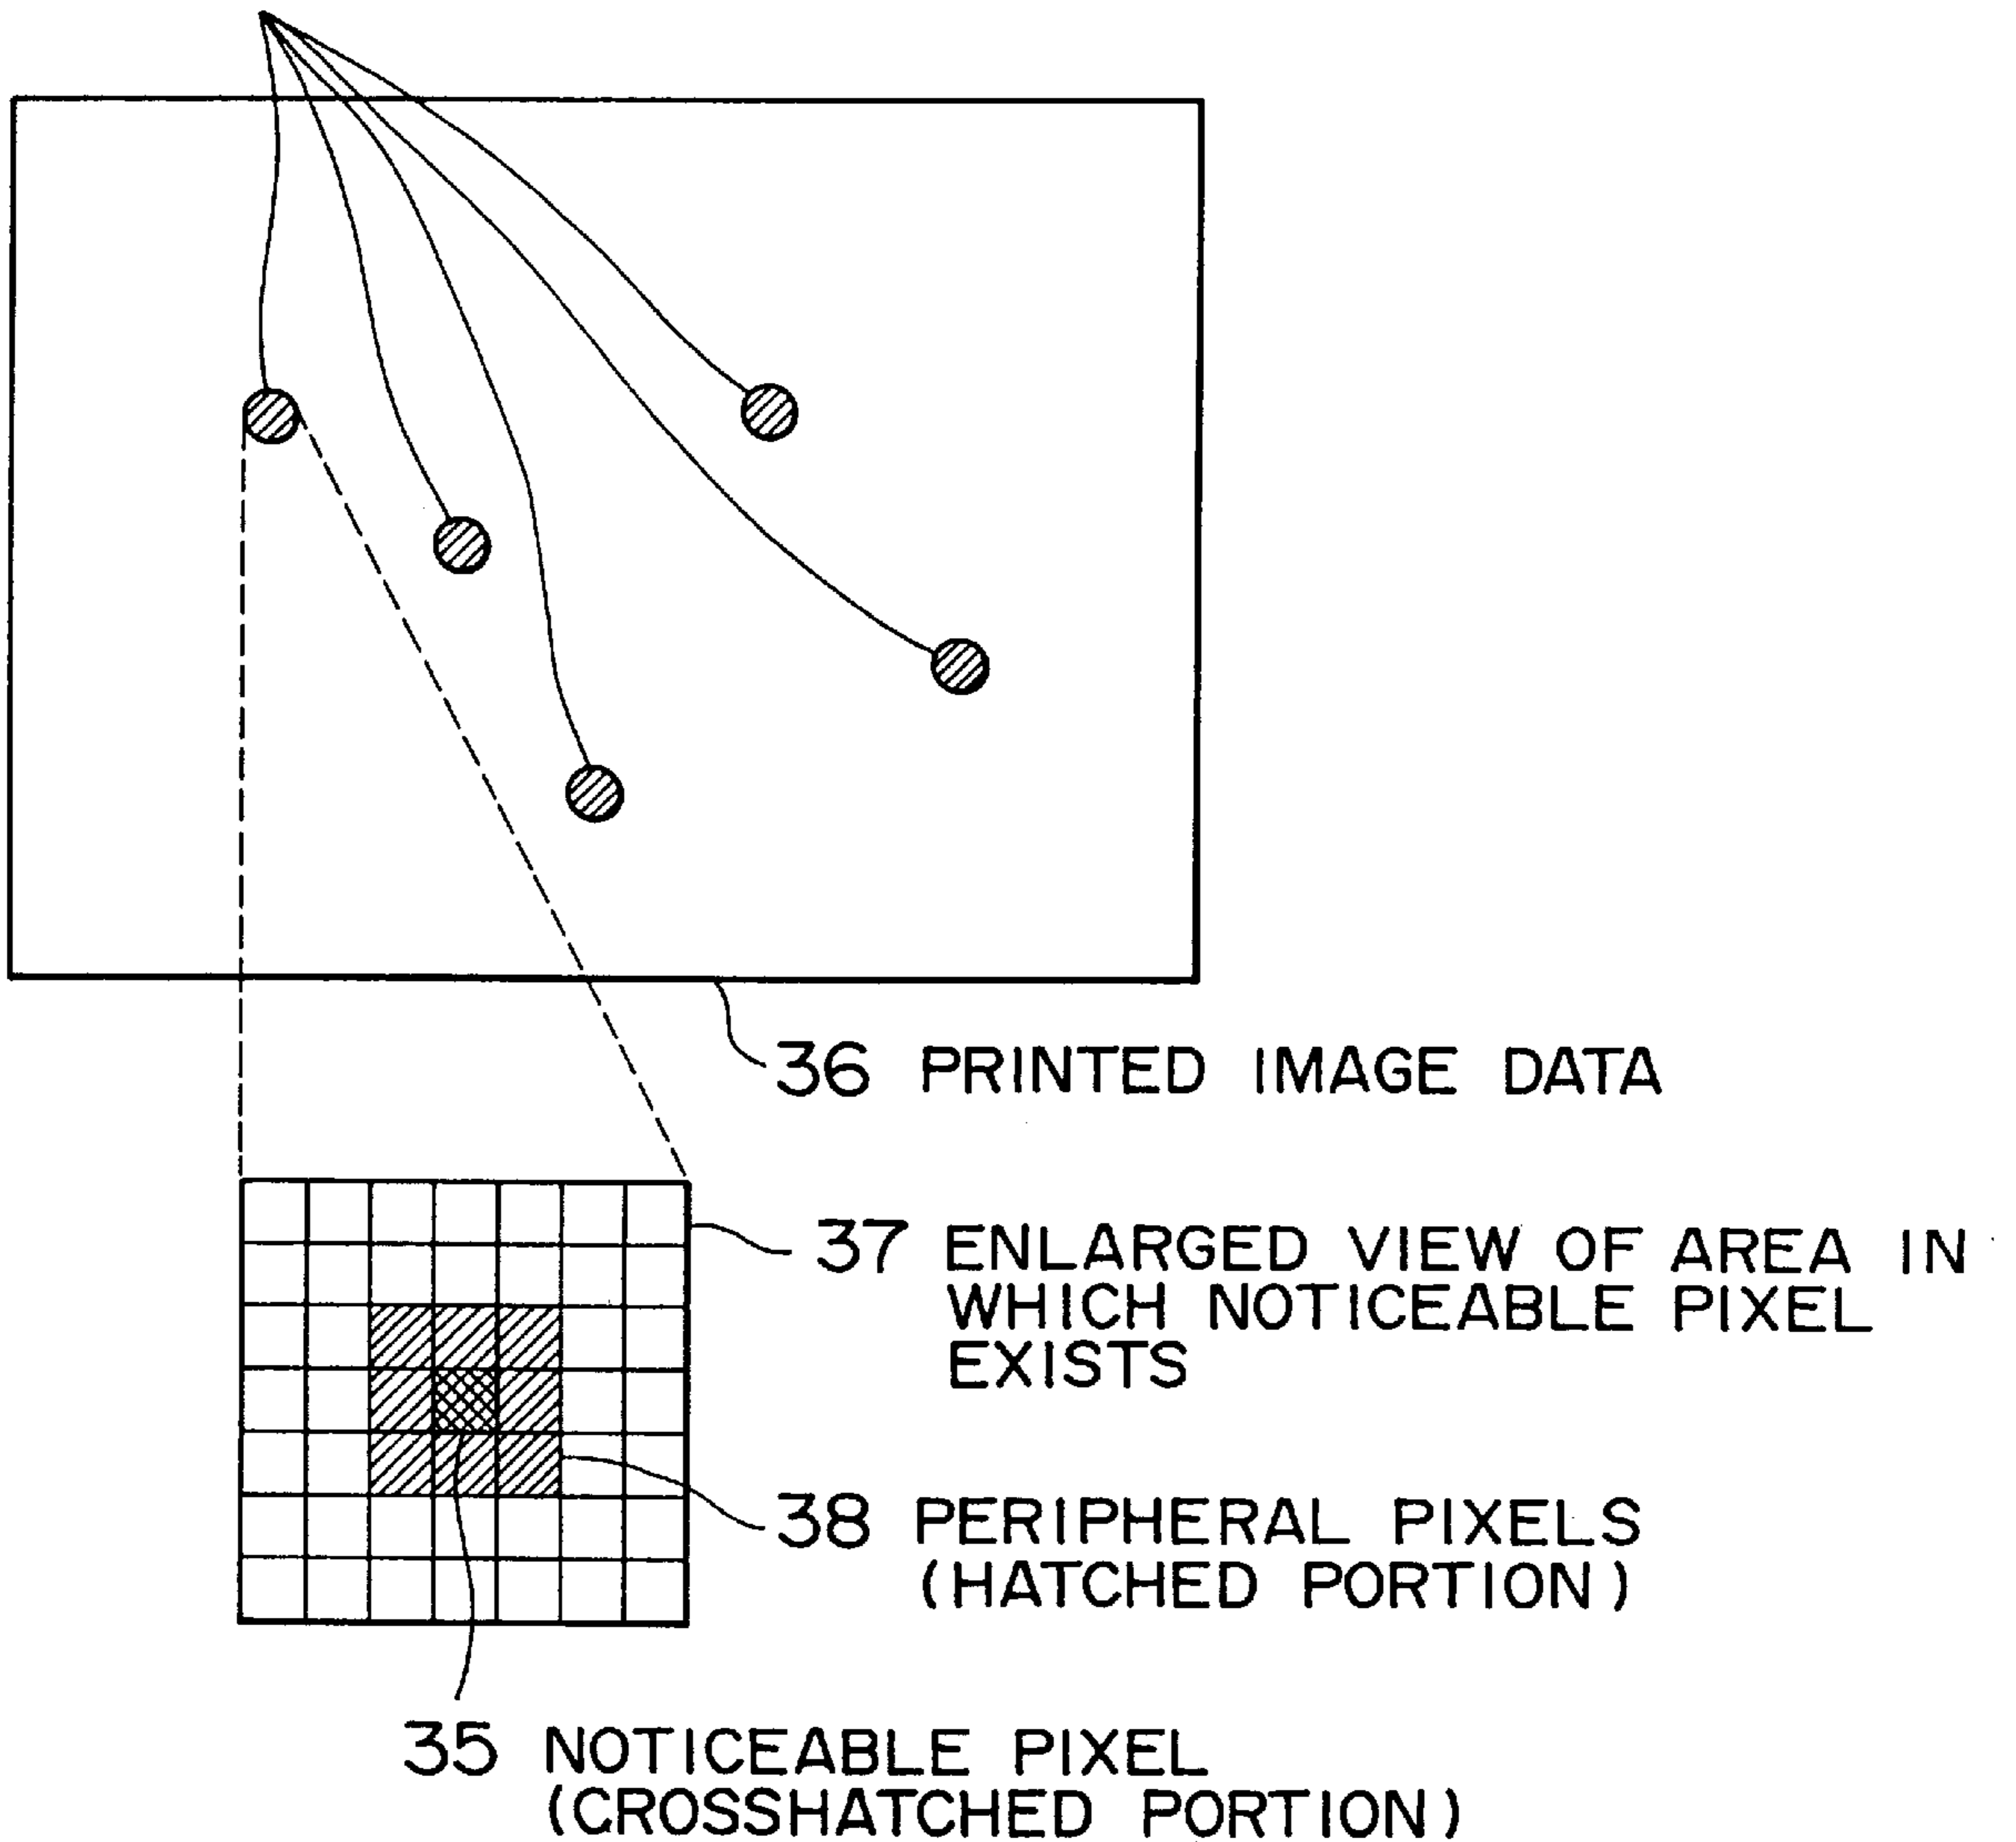 36 PRINTED IMAGE DATA
37 ENLARGED VIEW OF AREA IN
WHICH NOTICEABLE PIXEL
EXISTS
38 PERIPHERAL PIXELS
(HATCHED PORTION)
35 NOTICEABLE PIXEL
(CROSSHATCHED PORTION)